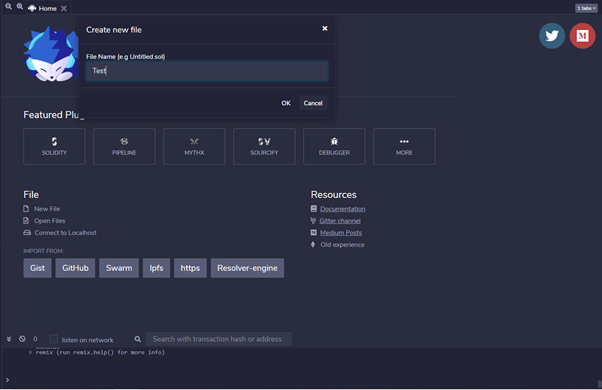 Home
1 tabs
Create new file
File Name (e.g Untitled.sol)
Test
OK Cancel
Featured Plug
SOLIDITY PIPELINE MYTHX SOURCIFY DEBUGGER MORE
File Resources
New File Documentation
Open Files Gitter channel
Connect to Localhost Medium Posts
Old experience
IMPORT FROM:
Gist GitHub Swarm Ipfs https Resolver-engine
0 listen on network Search with transaction hash or address
remix (run remix.help() for more info)
>